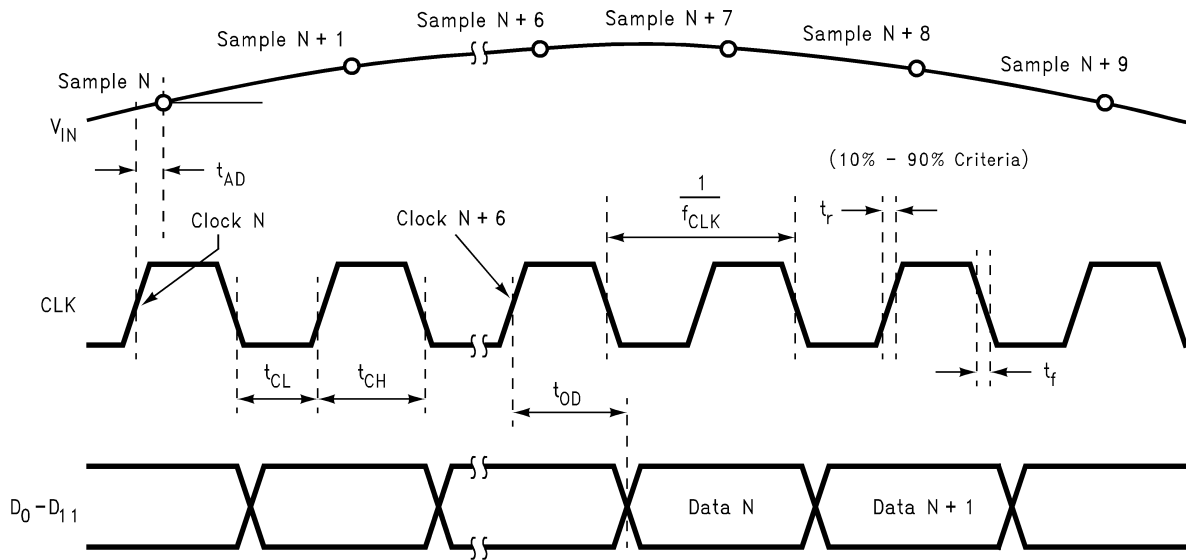 Sample N
Sample N + 1
Sample N + 6
Sample N + 7
Sample N + 8
Sample N + 9
V_IN
t_AD
(10% - 90% Criteria)
Clock N
Clock N + 6
1
f_CLK
t_r
CLK
t_CL
t_CH
t_OD
t_f
D_0 - D_11
Data N
Data N + 1